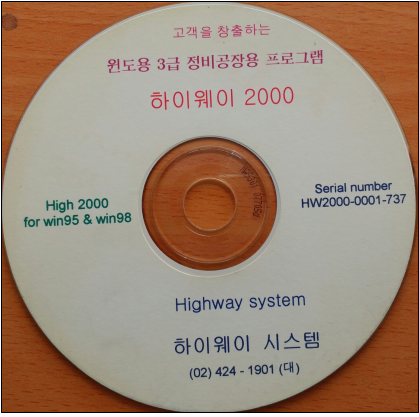 고객을 창출하는
윈도용 3급 정비공장용 프로그램
하이웨이 2000
High 2000
for win95 & win98
Serial number
HW2000-0001-737
Highway system
하이웨이 시스템
(02) 424 - 1901 (대)